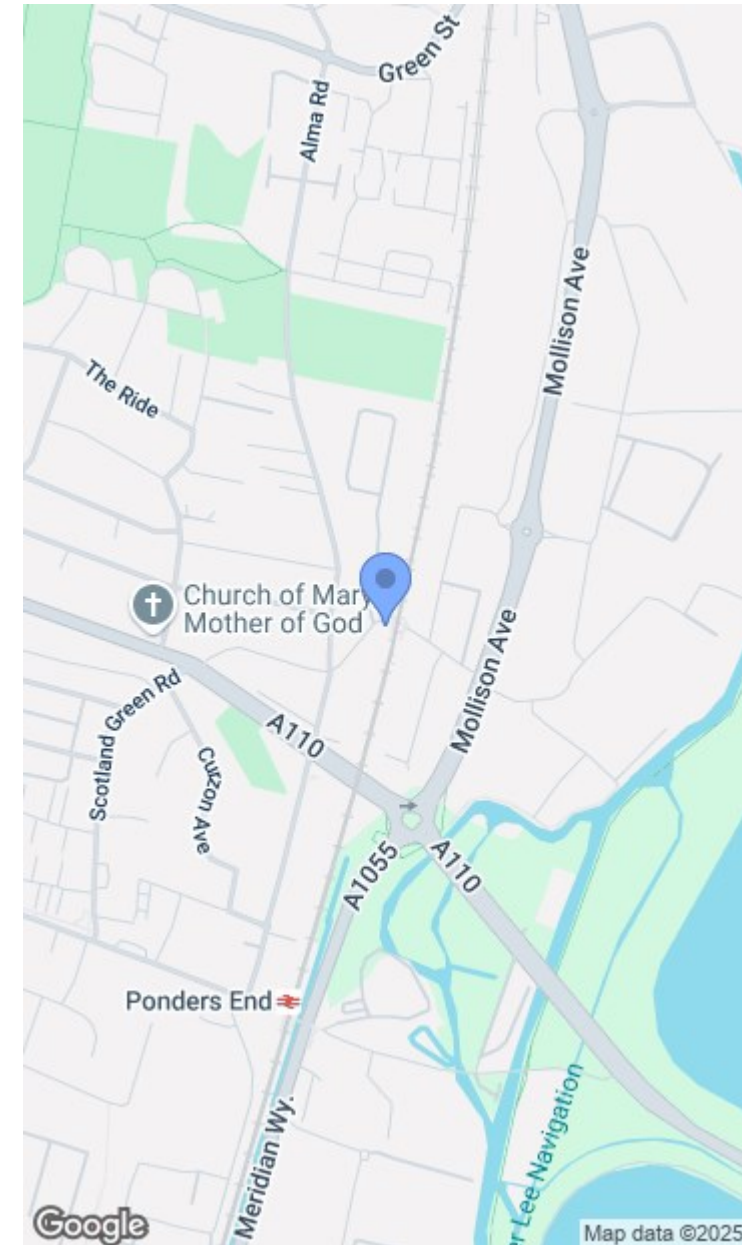 Green St
Alma Rd
Mollison Ave
The Ride
Church of Mary
Mother of God
Mollison Ave
Scotland Green Rd
A110
Curzon Ave
A1055
A110
Ponders End
Lee Navigation
Meridian Wy.
Google
Map data ©2025